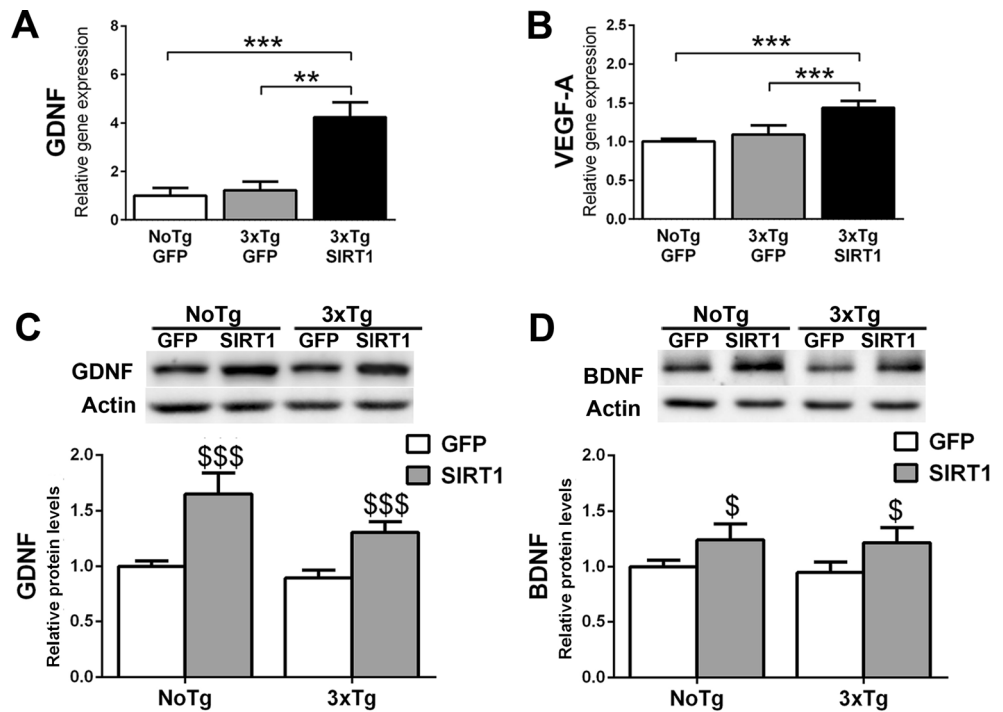 A
GDNF
Relative gene expression
8
6
4
2
0
***
**
NoTg
GFP
3xTg
GFP
3xTg
SIRT1
B
VEGF-A
Relative gene expression
2.5
2.0
1.5
1.0
0.5
0.0
***
***
NoTg
GFP
3xTg
GFP
3xTg
SIRT1
C
NoTg 3xTg
GFP SIRT1 GFP SIRT1
GDNF
Actin
GFP
SIRT1
GDNF
Relative protein levels
2.0
1.5
1.0
0.5
0.0
$$$
$$$
NoTg 3xTg
D
NoTg 3xTg
GFP SIRT1 GFP SIRT1
BDNF
Actin
GFP
SIRT1
BDNF
Relative protein levels
2.0
1.5
1.0
0.5
0.0
$
$
NoTg 3xTg